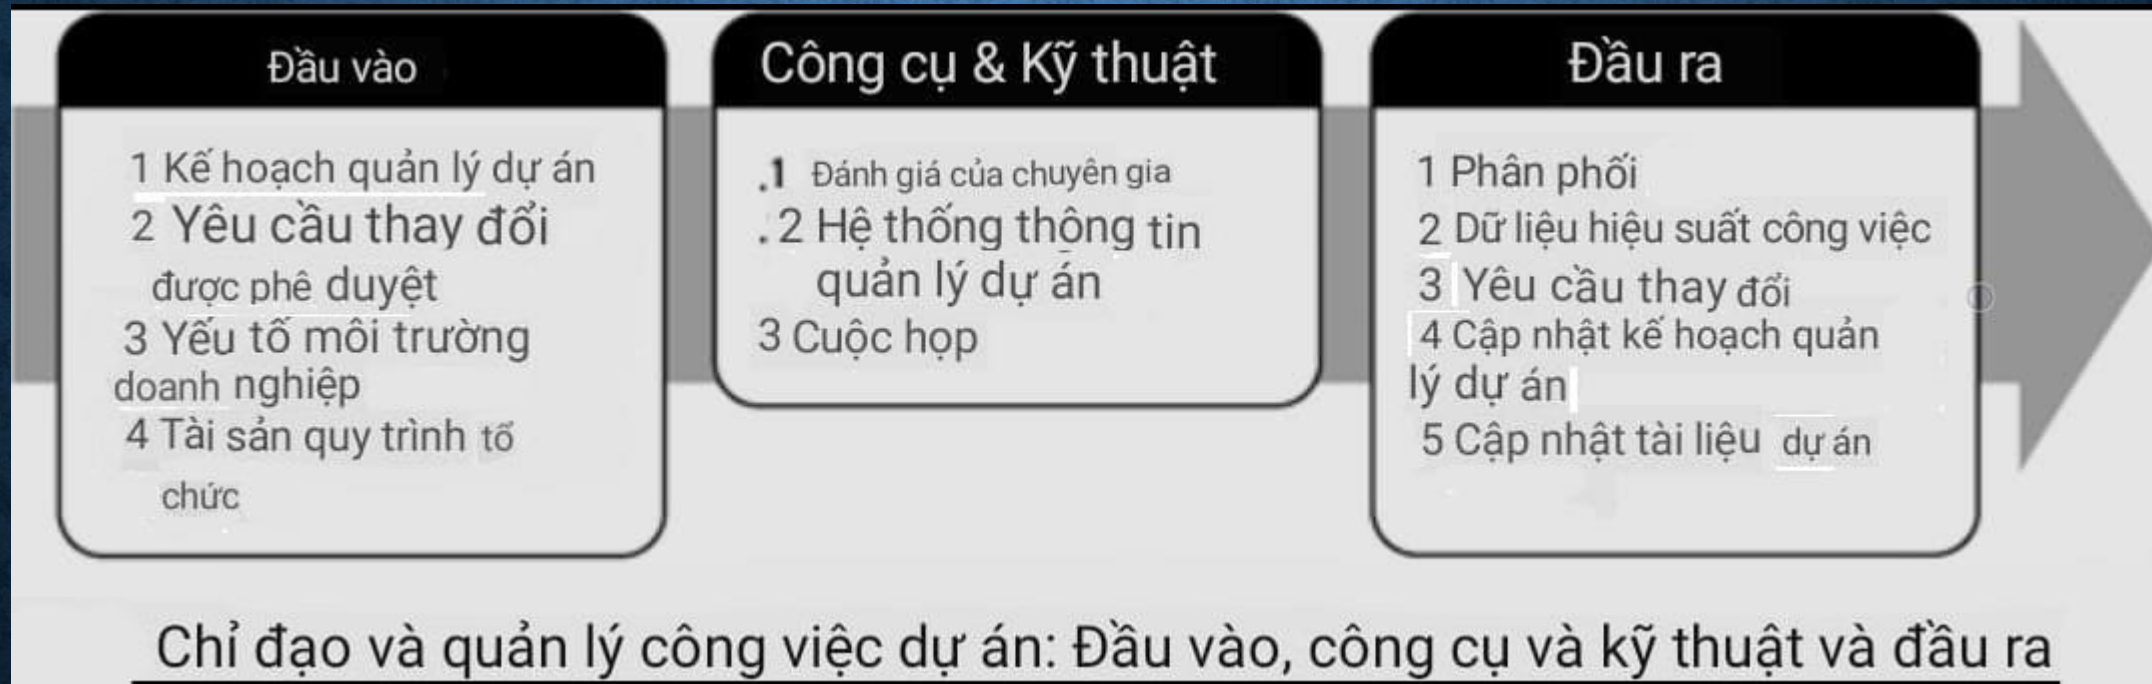 Đầu vào
1 Kế hoạch quản lý dự án
2 Yêu cầu thay đổi
được phê duyệt
3 Yếu tố môi trường
doanh nghiệp
4 Tài sản quy trình tổ
chức
Công cụ & Kỹ thuật
.1 Đánh giá của chuyên gia
.2 Hệ thống thông tin
quản lý dự án
3 Cuộc họp
Đầu ra
1 Phân phối
2 Dữ liệu hiệu suất công việc
3 Yêu cầu thay đổi
4 Cập nhật kế hoạch quản
lý dự án
5 Cập nhật tài liệu dự án
Chỉ đạo và quản lý công việc dự án: Đầu vào, công cụ và kỹ thuật và đầu ra